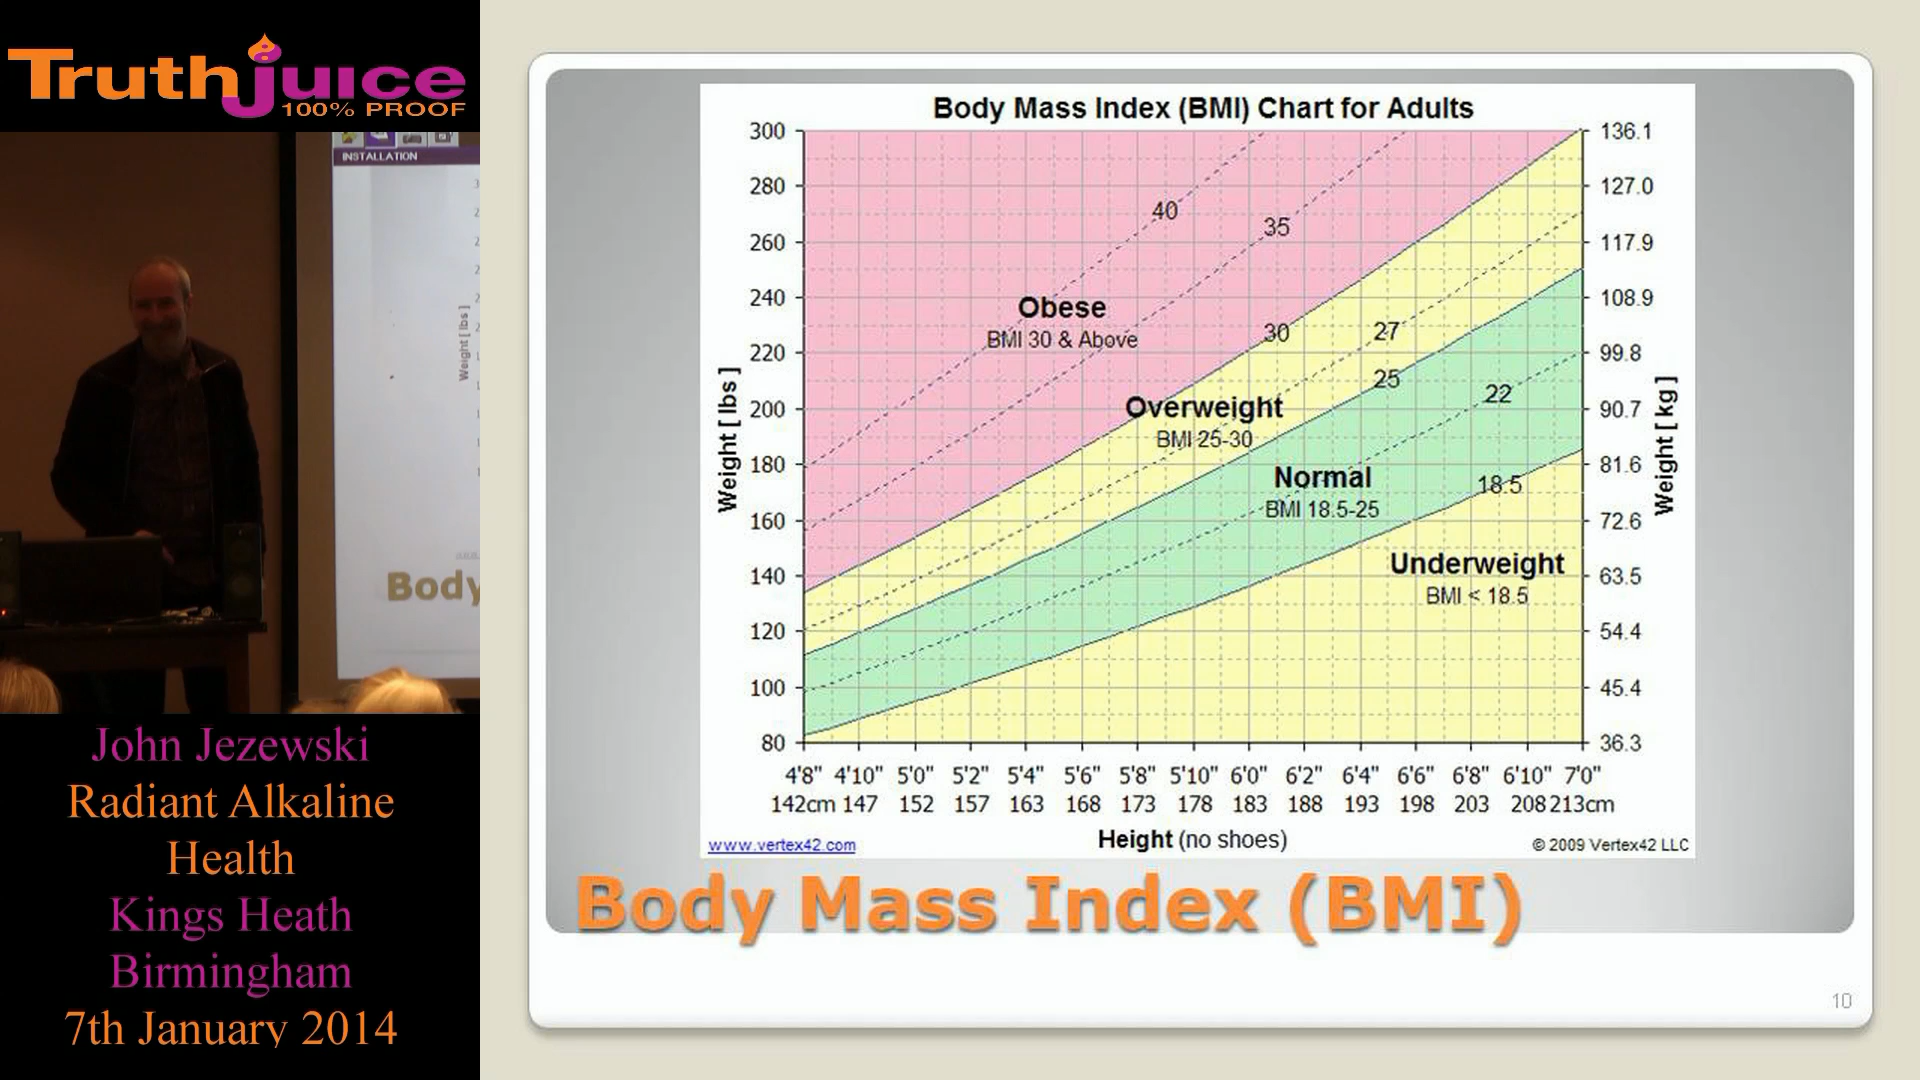 Truthjuice
100% PROOF
INSTALLATION
Weight [ lbs ]
Body
John Jezewski
Radiant Alkaline
Health
Kings Heath
Birmingham
7th January 2014
Body Mass Index (BMI) Chart for Adults
300
280
260
240
220
200
180
160
140
120
100
80
Weight [ lbs ]
40
35
Obese
BMI 30 & Above
30
27
25
Overweight
BMI 25-30
22
Normal
BMI 18.5-25
18.5
Underweight
BMI < 18.5
136.1
127.0
117.9
108.9
99.8
90.7
81.6
72.6
63.5
54.4
45.4
36.3
Weight [ kg ]
4'8" 4'10" 5'0" 5'2" 5'4" 5'6" 5'8" 5'10" 6'0" 6'2" 6'4" 6'6" 6'8" 6'10" 7'0"
142cm 147 152 157 163 168 173 178 183 188 193 198 203 208 213cm
Height (no shoes)
www.vertex42.com
© 2009 Vertex42 LLC
Body Mass Index (BMI)
10